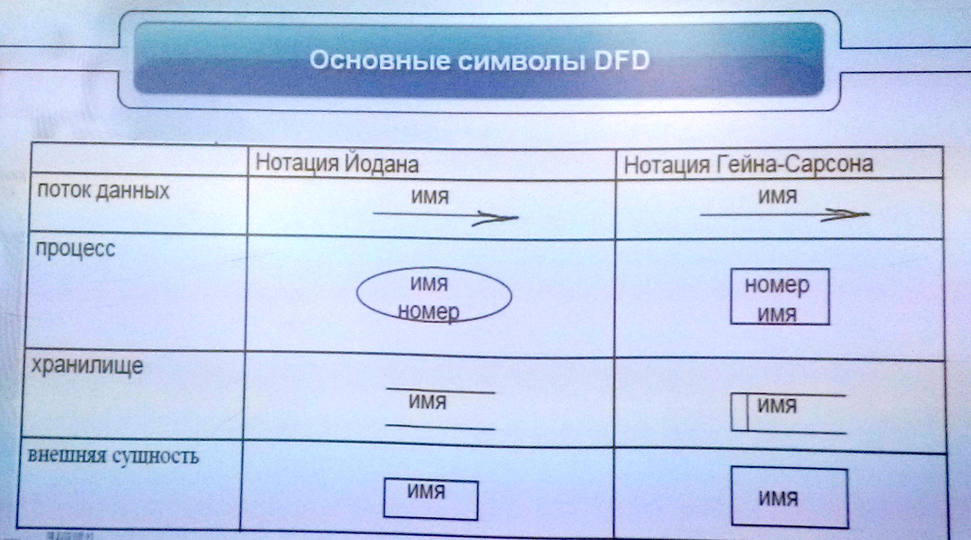 Основные символы DFD
Нотация Йодана
Нотация Гейна-Сарсона
поток данных
имя
имя
процесс
имя
номер
номер
имя
хранилище
имя
имя
внешняя сущность
имя
имя